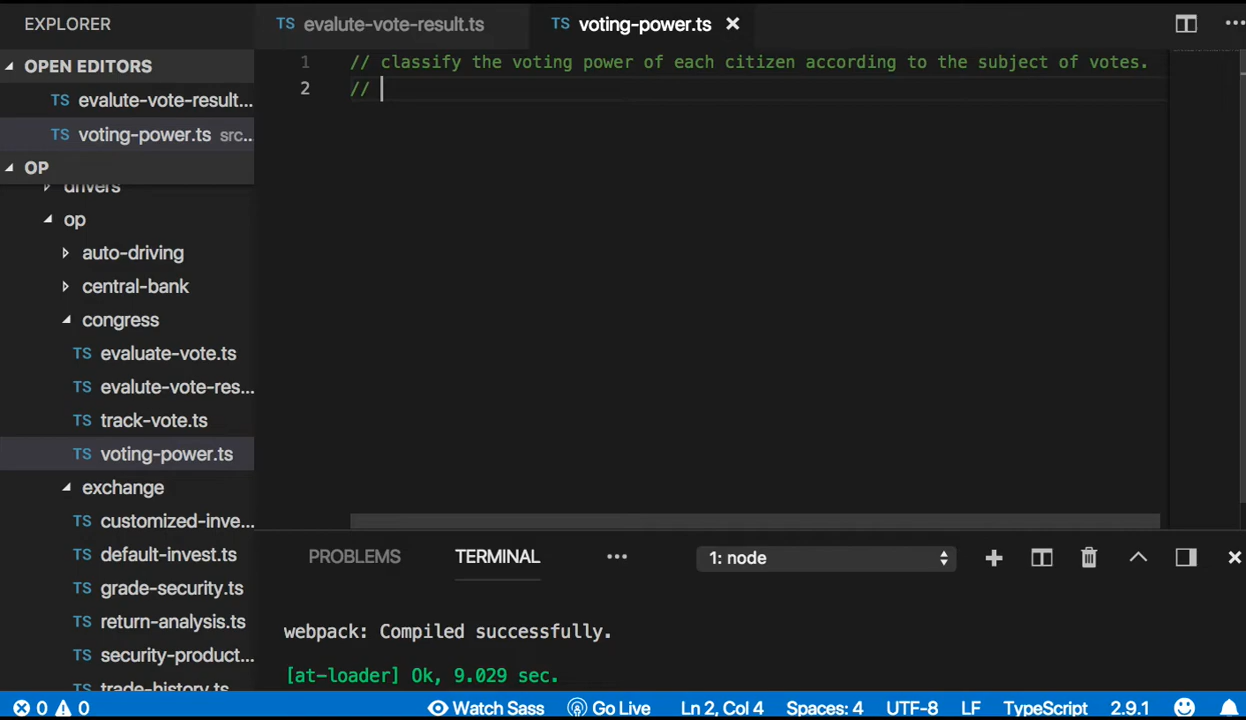 EXPLORER
OPEN EDITORS
TS evalute-vote-result...
TS voting-power.ts src...
OP
drivers
op
auto-driving
central-bank
congress
TS evaluate-vote.ts
TS evalute-vote-res...
TS track-vote.ts
TS voting-power.ts
exchange
TS customized-inve...
TS default-invest.ts
TS grade-security.ts
TS return-analysis.ts
TS security-product...
TS trade-history.ts
TS evalute-vote-result.ts TS voting-power.ts
1 // classify the voting power of each citizen according to the subject of votes.
2 //
PROBLEMS TERMINAL ... 1: node
webpack: Compiled successfully.
[at-loader] Ok, 9.029 sec.
0 0 Watch Sass Go Live Ln 2, Col 4 Spaces: 4 UTF-8 LF TypeScript 2.9.1